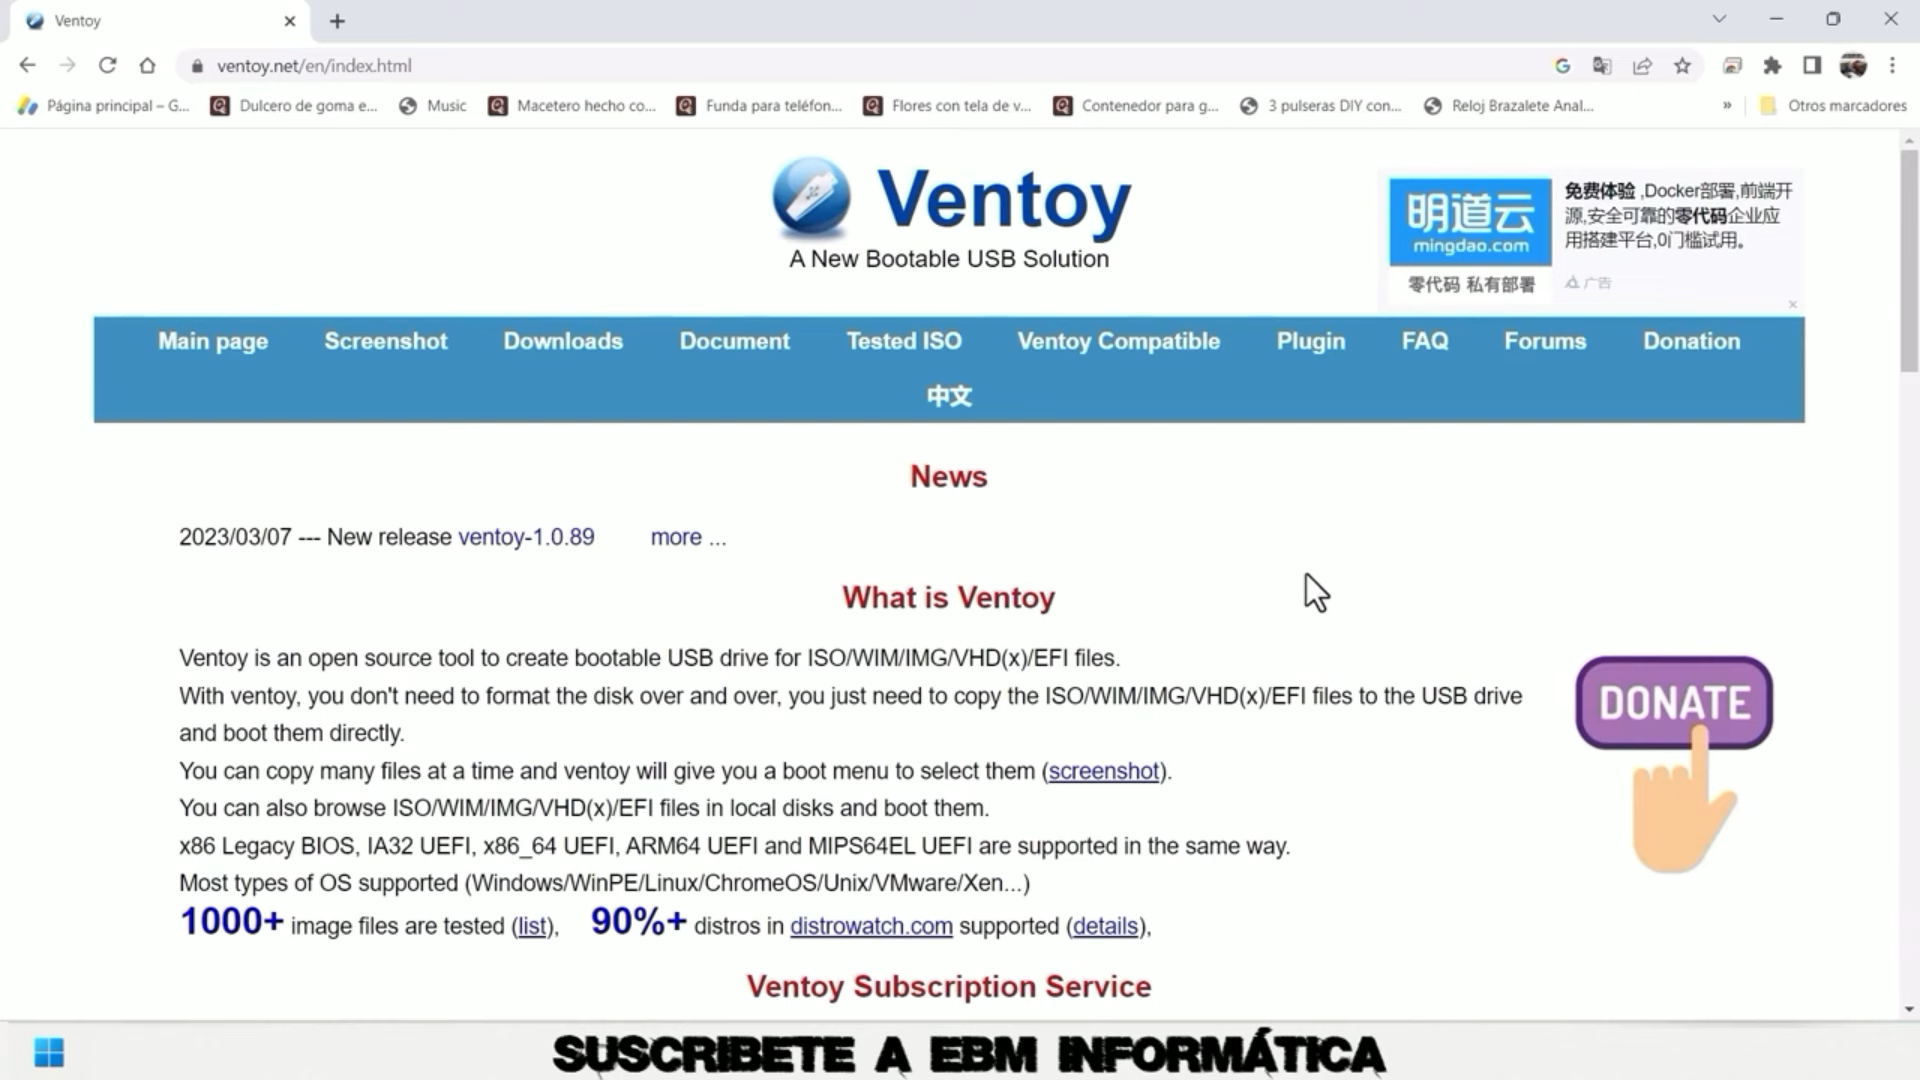 Ventoy
ventoy.net/en/index.html
Página principal – G...
Dulcero de goma e...
Music
Macetero hecho co...
Funda para teléfon...
Flores con tela de v...
Contenedor para g...
3 pulseras DIY con...
Reloj Brazalete Anal...
»
Otros marcadores
Ventoy
A New Bootable USB Solution
明道云
mingdao.com
零代码 私有部署
免费体验 ,Docker部署,前端开
源,安全可靠的零代码企业应
用搭建平台,0门槛试用。
广告
Main page
Screenshot
Downloads
Document
Tested ISO
Ventoy Compatible
Plugin
FAQ
Forums
Donation
中文
News
2023/03/07 --- New release ventoy-1.0.89 more ...
What is Ventoy
Ventoy is an open source tool to create bootable USB drive for ISO/WIM/IMG/VHD(x)/EFI files.
With ventoy, you don't need to format the disk over and over, you just need to copy the ISO/WIM/IMG/VHD(x)/EFI files to the USB drive
and boot them directly.
You can copy many files at a time and ventoy will give you a boot menu to select them (screenshot).
You can also browse ISO/WIM/IMG/VHD(x)/EFI files in local disks and boot them.
x86 Legacy BIOS, IA32 UEFI, x86_64 UEFI, ARM64 UEFI and MIPS64EL UEFI are supported in the same way.
Most types of OS supported (Windows/WinPE/Linux/ChromeOS/Unix/VMware/Xen...)
1000+ image files are tested (list), 90%+ distros in distrowatch.com supported (details),
DONATE
Ventoy Subscription Service
SUSCRIBETE A EBM INFORMÁTICA